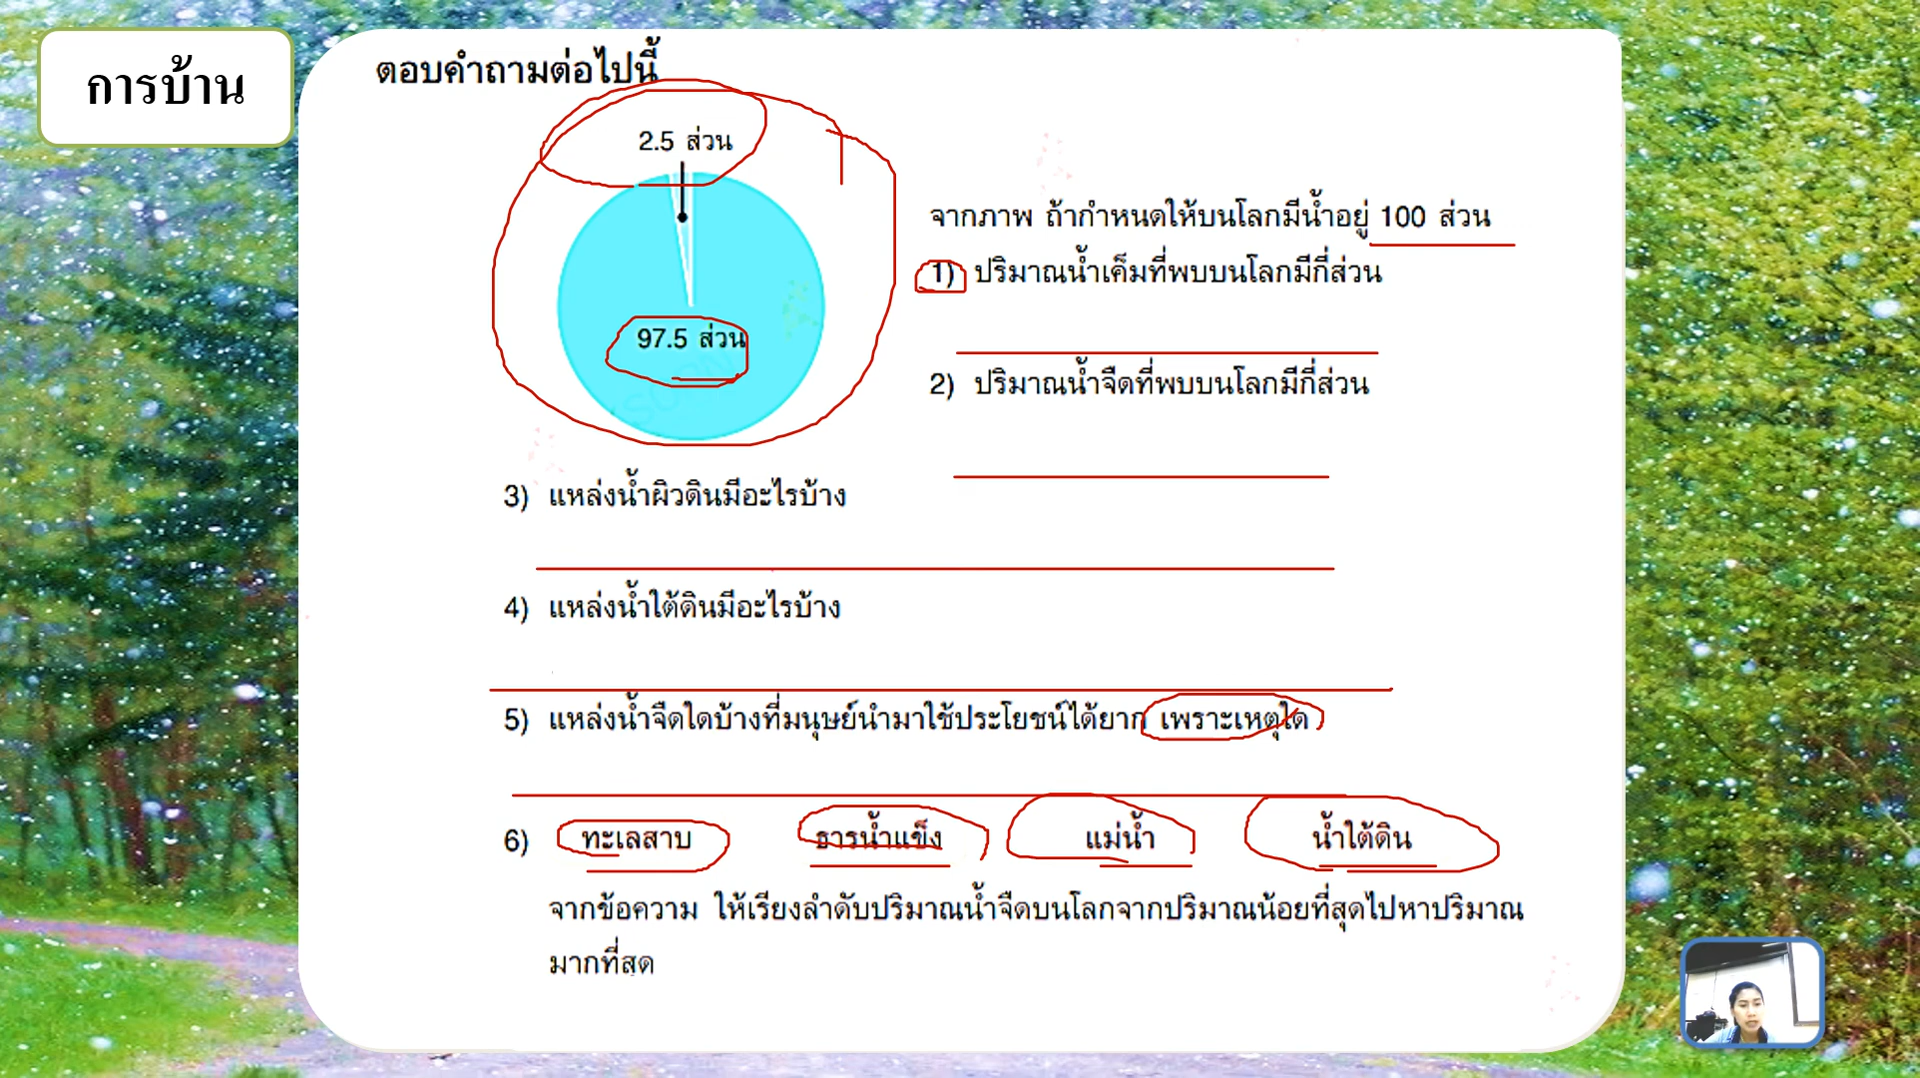 การบ้าน
ตอบคำถามต่อไปนี้
2.5 ส่วน
97.5 ส่วน
จากภาพ ถ้ากำหนดให้บนโลกมีน้ำอยู่ 100 ส่วน
1) ปริมาณน้ำเค็มที่พบบนโลกมีกี่ส่วน
2) ปริมาณน้ำจืดที่พบบนโลกมีกี่ส่วน
3) แหล่งน้ำผิวดินมีอะไรบ้าง
4) แหล่งน้ำใต้ดินมีอะไรบ้าง
5) แหล่งน้ำจืดใดบ้างที่มนุษย์นำมาใช้ประโยชน์ได้ยาก เพราะเหตุใด
6) ทะเลสาบ ธารน้ำแข็ง แม่น้ำ น้ำใต้ดิน
จากข้อความ ให้เรียงลำดับปริมาณน้ำจืดบนโลกจากปริมาณน้อยที่สุดไปหาปริมาณ
มากที่สุด